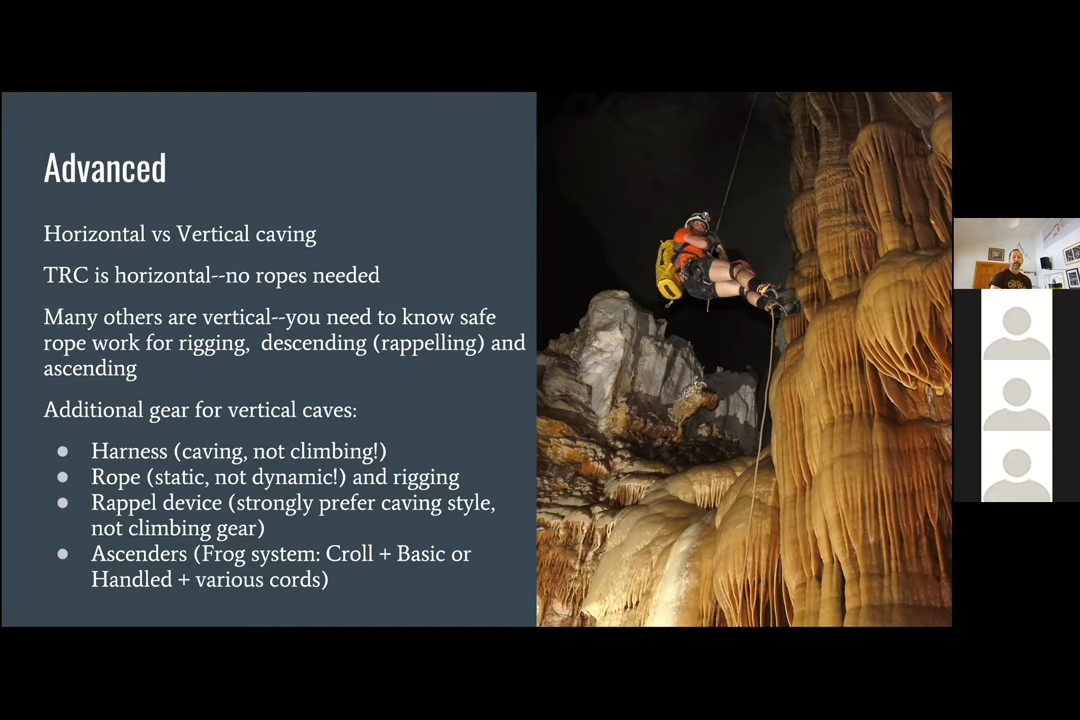 Advanced
Horizontal vs Vertical caving
TRC is horizontal--no ropes needed
Many others are vertical--you need to know safe
rope work for rigging, descending (rappelling) and
ascending
Additional gear for vertical caves:
● Harness (caving, not climbing!)
● Rope (static, not dynamic!) and rigging
● Rappel device (strongly prefer caving style,
not climbing gear)
● Ascenders (Frog system: Croll + Basic or
Handled + various cords)